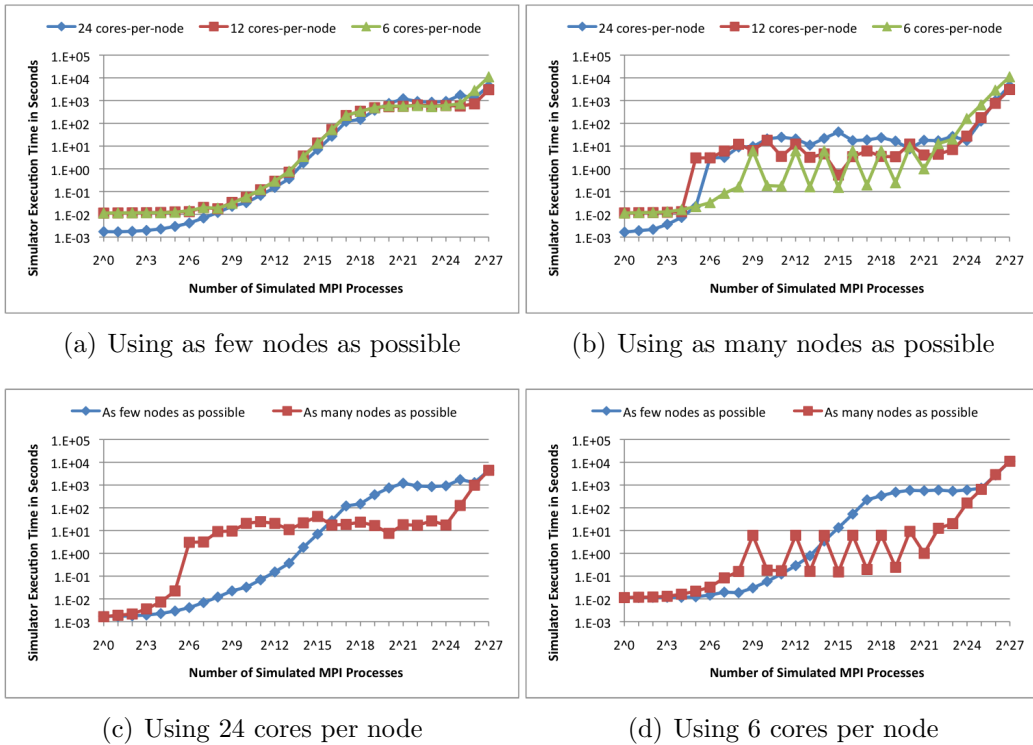 24 cores-per-node 12 cores-per-node 6 cores-per-node
Simulator Execution Time in Seconds
1.E+05
1.E+04
1.E+03
1.E+02
1.E+01
1.E+00
1.E-01
1.E-02
1.E-03
2^0 2^3 2^6 2^9 2^12 2^15 2^18 2^21 2^24 2^27
Number of Simulated MPI Processes
(a) Using as few nodes as possible
24 cores-per-node 12 cores-per-node 6 cores-per-node
Simulator Execution Time in Seconds
1.E+05
1.E+04
1.E+03
1.E+02
1.E+01
1.E+00
1.E-01
1.E-02
1.E-03
2^0 2^3 2^6 2^9 2^12 2^15 2^18 2^21 2^24 2^27
Number of Simulated MPI Processes
(b) Using as many nodes as possible
As few nodes as possible As many nodes as possible
Simulator Execution Time in Seconds
1.E+05
1.E+04
1.E+03
1.E+02
1.E+01
1.E+00
1.E-01
1.E-02
1.E-03
2^0 2^3 2^6 2^9 2^12 2^15 2^18 2^21 2^24 2^27
Number of Simulated MPI Processes
(c) Using 24 cores per node
As few nodes as possible As many nodes as possible
Simulator Execution Time in Seconds
1.E+05
1.E+04
1.E+03
1.E+02
1.E+01
1.E+00
1.E-01
1.E-02
1.E-03
2^0 2^3 2^6 2^9 2^12 2^15 2^18 2^21 2^24 2^27
Number of Simulated MPI Processes
(d) Using 6 cores per node